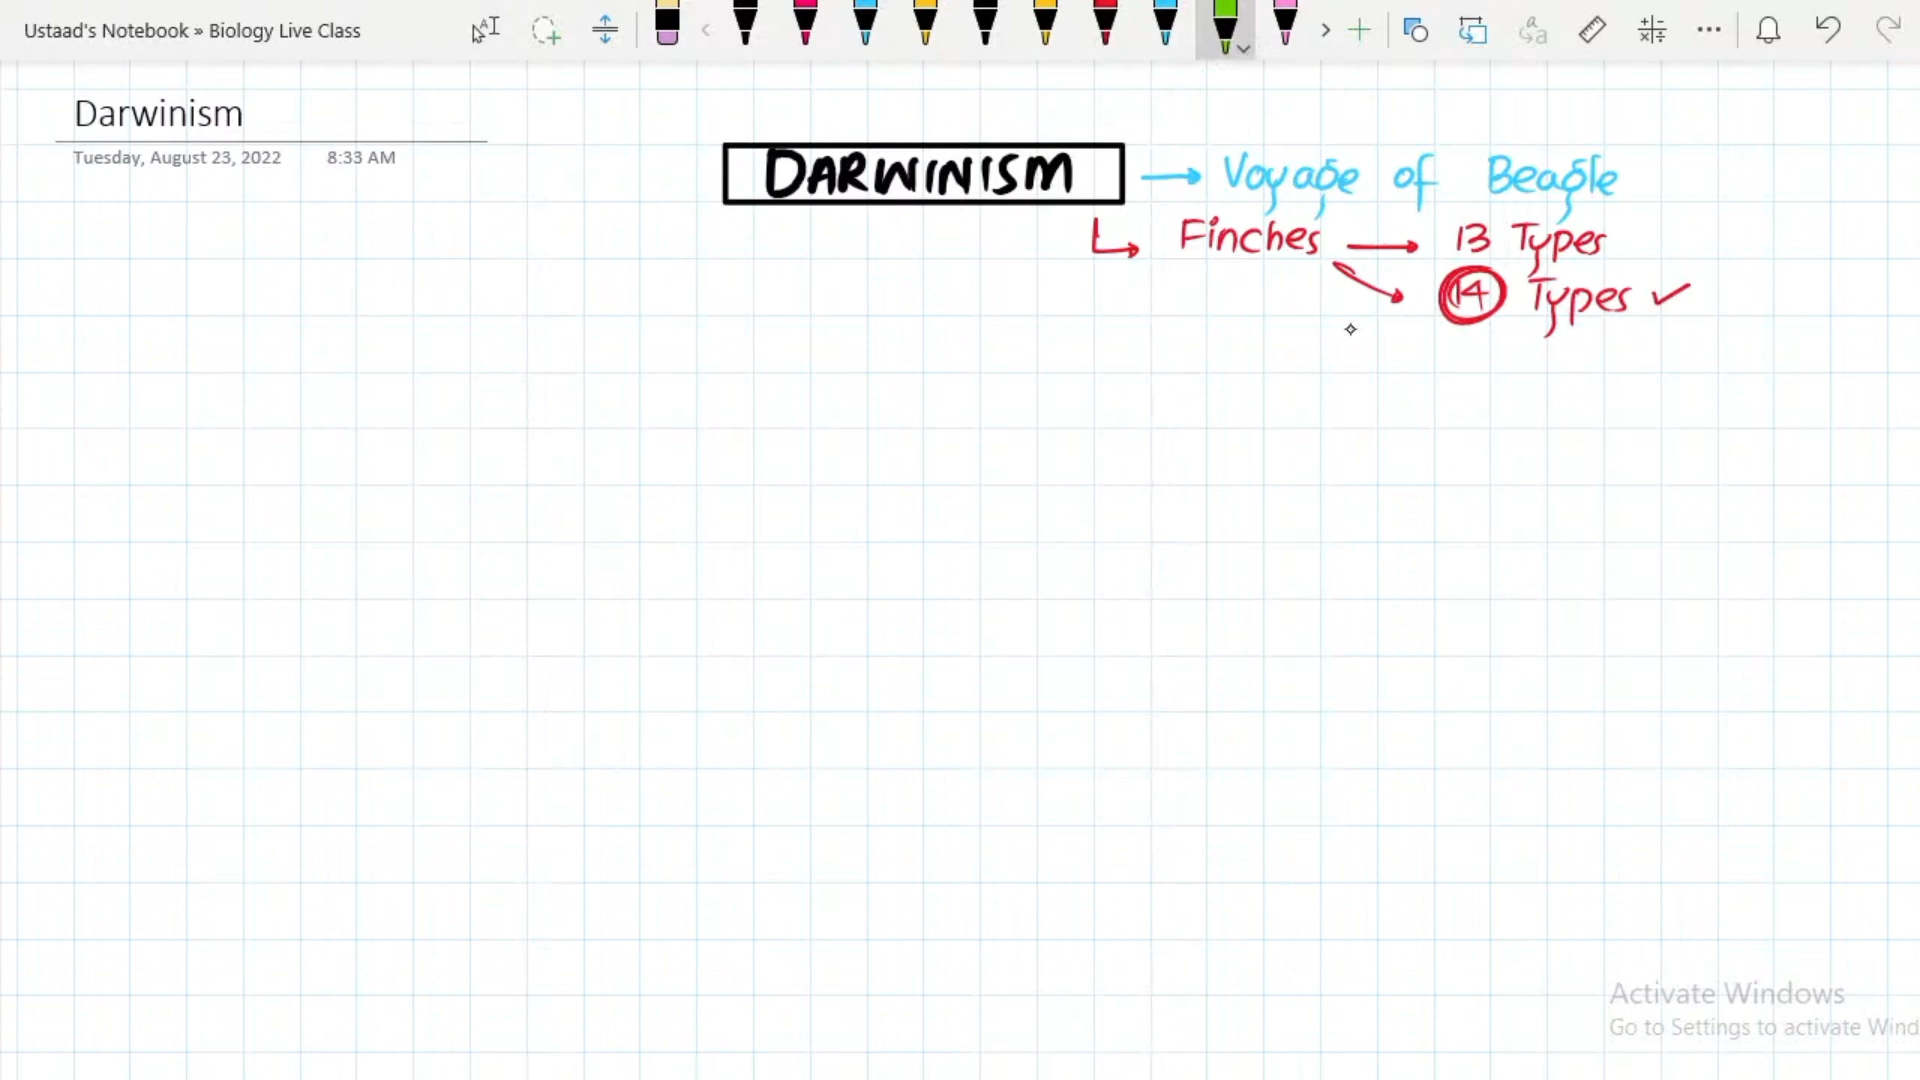 Ustaad's Notebook » Biology Live Class
Darwinism
Tuesday, August 23, 2022 8:33 AM
DARWINISM → Voyage of Beagle
Finches → 13 Types
14 Types ✓
Activate Windows
Go to Settings to activate Wind